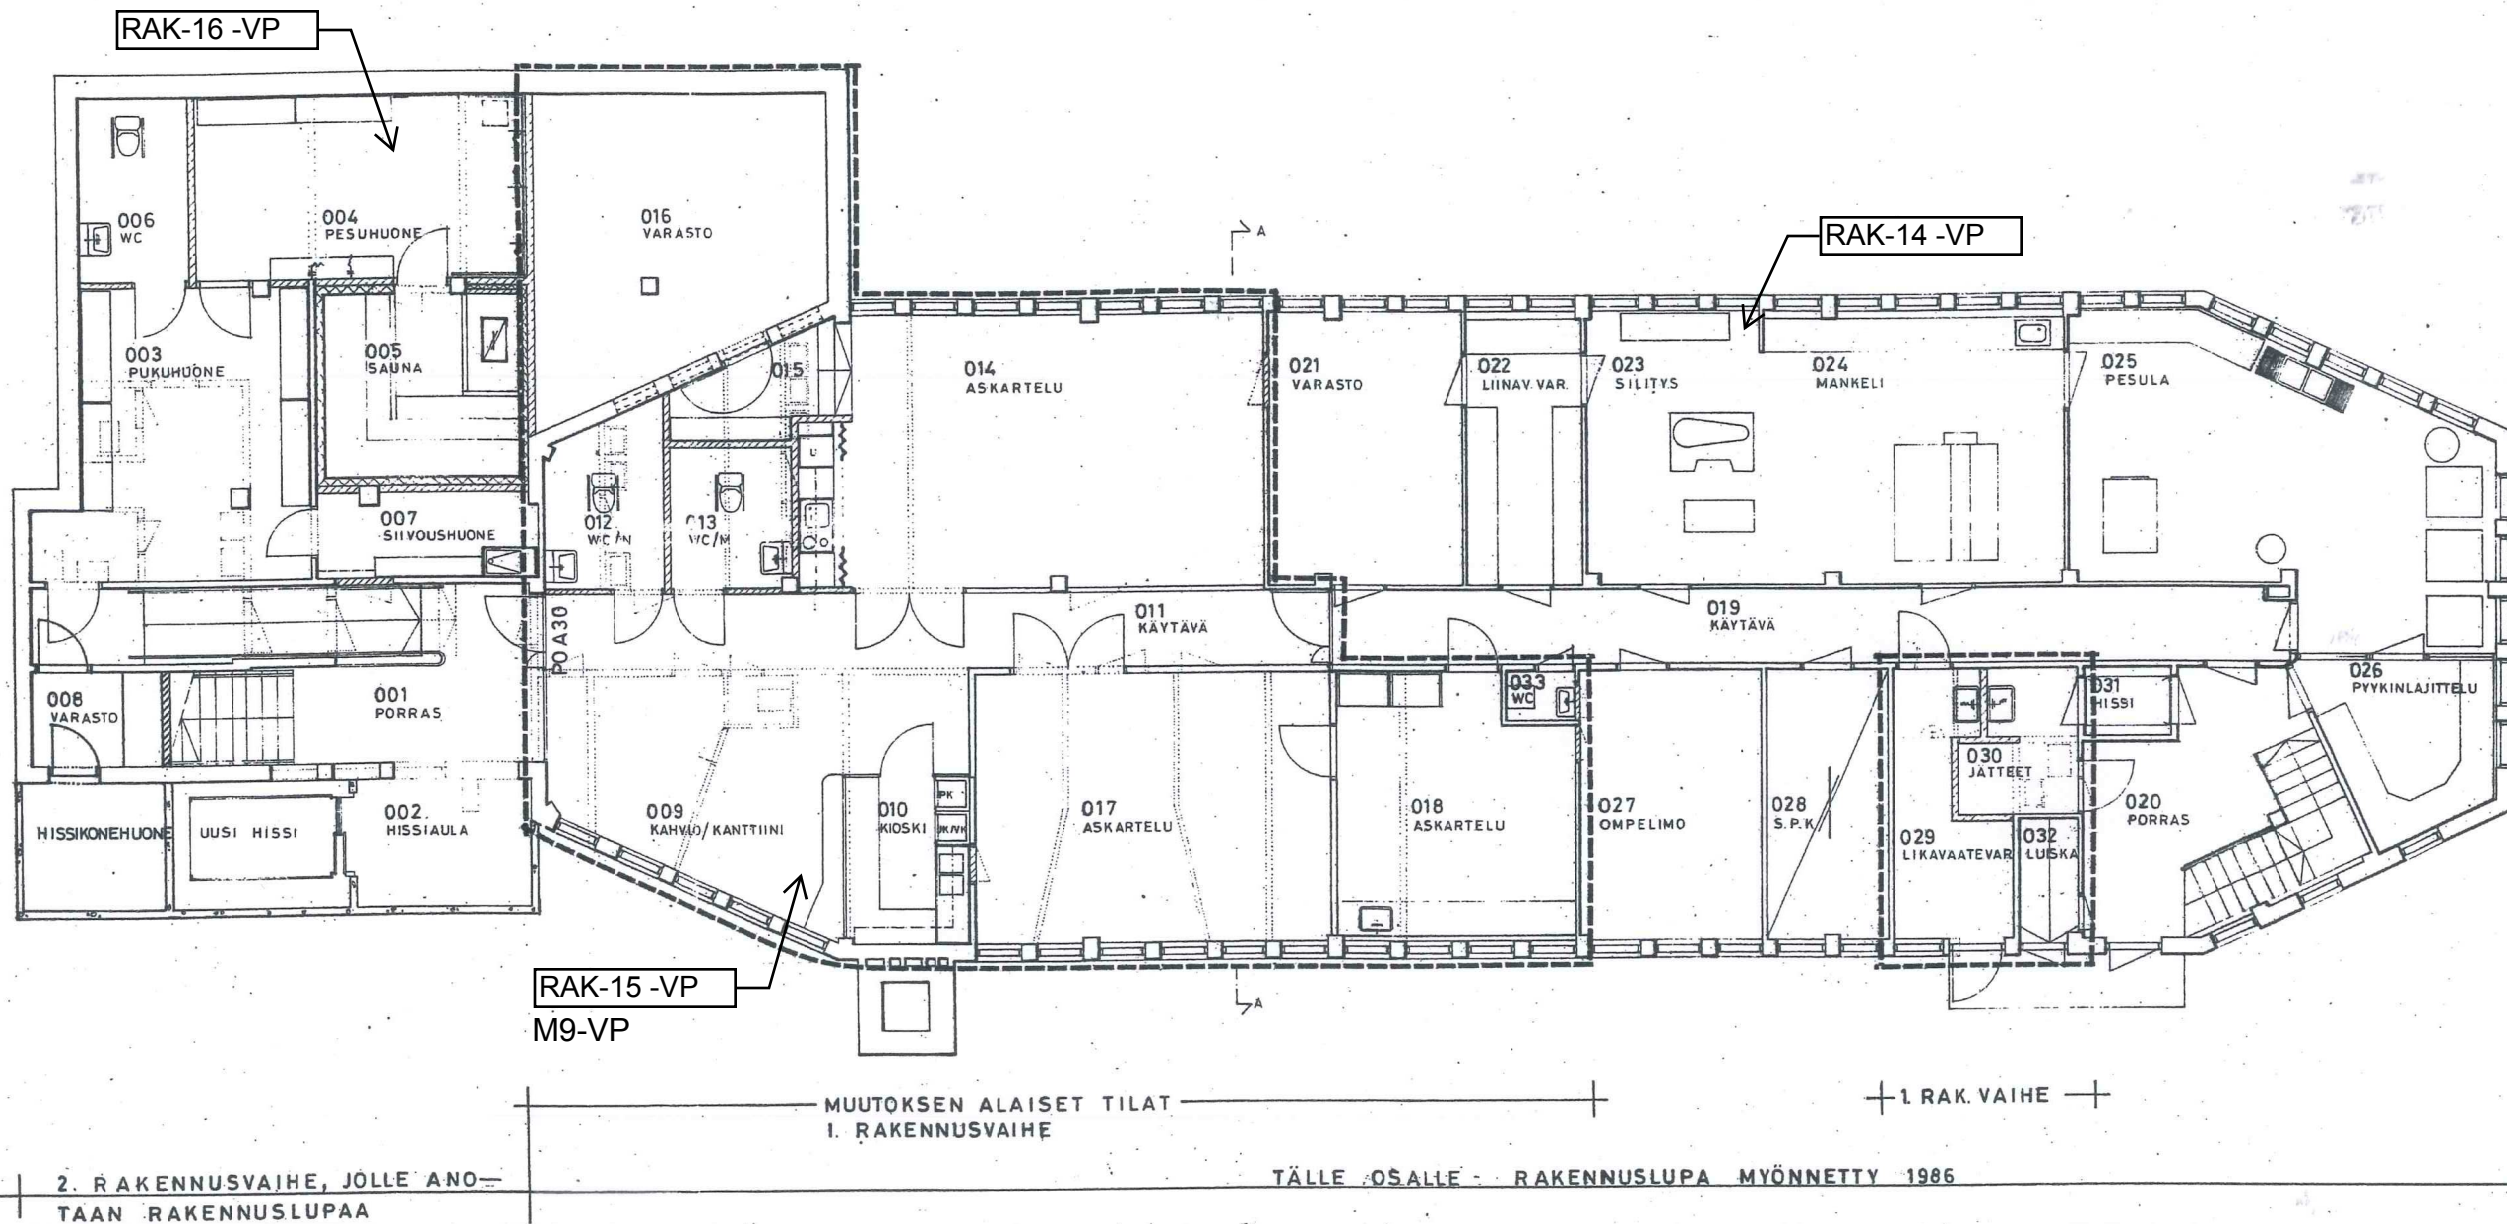 RAK-16 -VP
006
WC
004
PESUHUONE
016
VARASTO
A
RAK-14 -VP
003
PUKUHUONE
005
SAUNA
015
014
ASKARTELU
021
VARASTO
022
LIINAV.VAR.
023
SILITYS
024
MANKELI
025
PESULA
U
007
SIIVOUSHUONE
012
WC/N
013
WC/M
PO A30
011
KÄYTÄVÄ
019
KÄYTÄVÄ
008
VARASTO
001
PORRAS
033
WC
031
HISSI
026
PYYKINLAJITTELU
HISSIKONEHUONE
UUSI HISSI
002.
HISSIAULA
009
KAHVIO/KANTTIINI
010
KIOSKI
PK
JK/VK
017
ASKARTELU
018
ASKARTELU
027
OMPELIMO
028
S.P.K
029
LIKAVAATEVAR
030
JÄTTEET
032
LUISKA
020
PORRAS
RAK-15 -VP
M9-VP
A
MUUTOKSEN ALAISET TILAT
1. RAKENNUSVAIHE
1. RAK. VAIHE
2. RAKENNUSVAIHE, JOLLE ANO-
TAAN RAKENNUSLUPAA
TÄLLE OSALLE - RAKENNUSLUPA MYÖNNETTY 1986